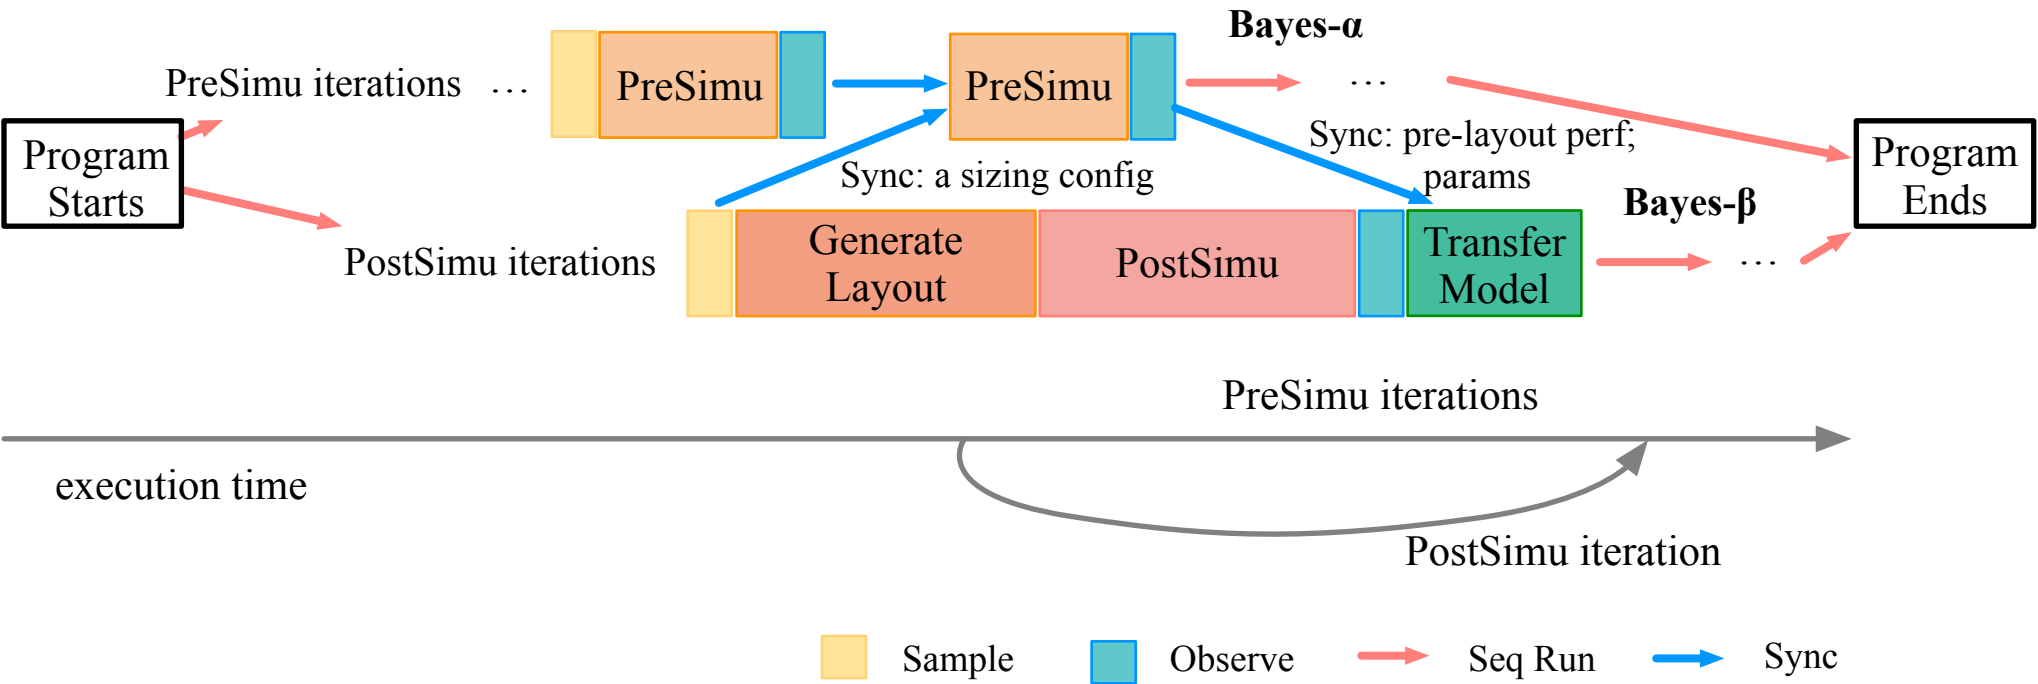 Bayes-α
PreSimu iterations …
PreSimu
PreSimu
…
Program
Starts
Sync: pre-layout perf;
params
Sync: a sizing config
Program
Ends
Bayes-β
PostSimu iterations
Generate
Layout
PostSimu
Transfer
Model
…
PreSimu iterations
execution time
PostSimu iteration
Sample
Observe
Seq Run
Sync